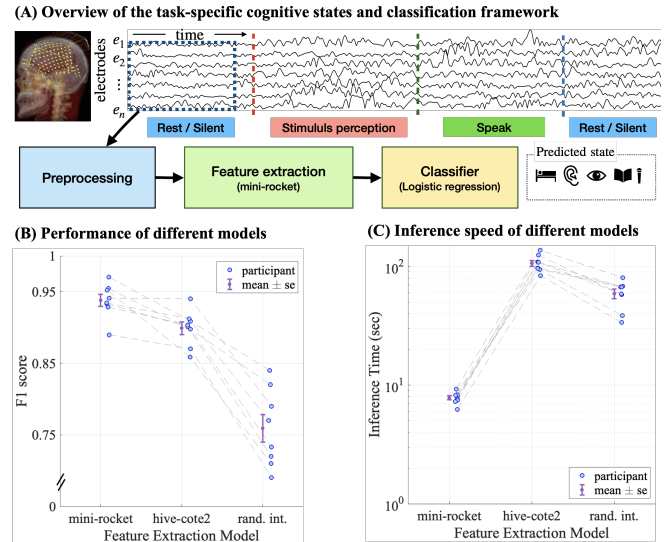 (A) Overview of the task-specific cognitive states and classification framework
time
electrodes
e1
e2
⋮
en
Rest / Silent
Stimululs perception
Speak
Rest / Silent
Preprocessing
Feature extraction
(mini-rocket)
Classifier
(Logistic regression)
Predicted state
(B) Performance of different models
1
0.95
0.85
0.75
0
F1 score
participant
mean ± se
mini-rocket
hive-cote2
rand. int.
Feature Extraction Model
(C) Inference speed of different models
10^2
10^1
10^0
Inference Time (sec)
participant
mean ± se
mini-rocket
hive-cote2
rand. int.
Feature Extraction Model